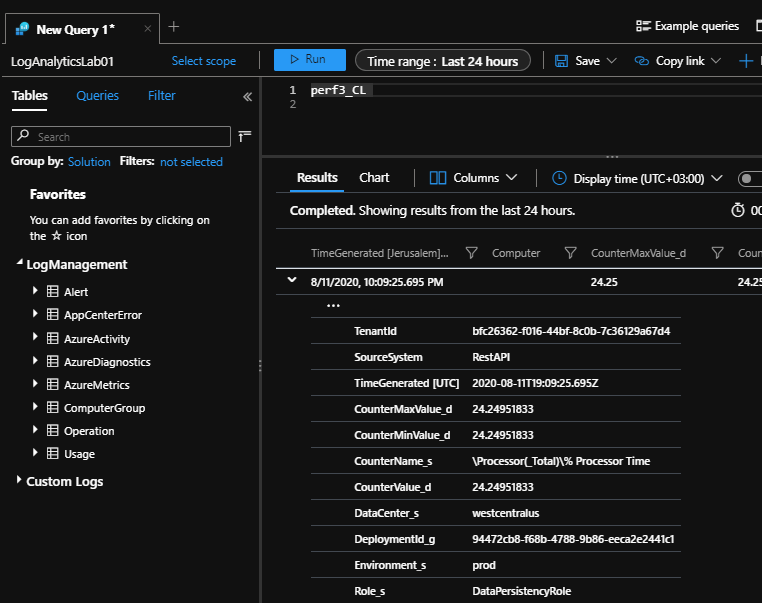 New Query 1*
Example queries
LogAnalyticsLab01
Select scope
Run
Time range : Last 24 hours
Save
Copy link
Tables
Queries
Filter
Search
Group by: Solution Filters: not selected
Favorites
You can add favorites by clicking on
the ☆ icon
LogManagement
Alert
AppCenterError
AzureActivity
AzureDiagnostics
AzureMetrics
ComputerGroup
Operation
Usage
Custom Logs
1 perf3_CL
2
Results
Chart
Columns
Display time (UTC+03:00)
Completed. Showing results from the last 24 hours.
00
TimeGenerated [Jerusalem]... Computer CounterMaxValue_d Coun
8/11/2020, 10:09:25.695 PM 24.25 24.25
...
TenantId bfc26362-f016-44bf-8c0b-7c36129a67d4
SourceSystem RestAPI
TimeGenerated [UTC] 2020-08-11T19:09:25.695Z
CounterMaxValue_d 24.24951833
CounterMinValue_d 24.24951833
CounterName_s \Processor(_Total)\% Processor Time
CounterValue_d 24.24951833
DataCenter_s westcentralus
DeploymentId_g 94472cb8-f68b-4788-9b86-eeca2e2441c1
Environment_s prod
Role_s DataPersistencyRole